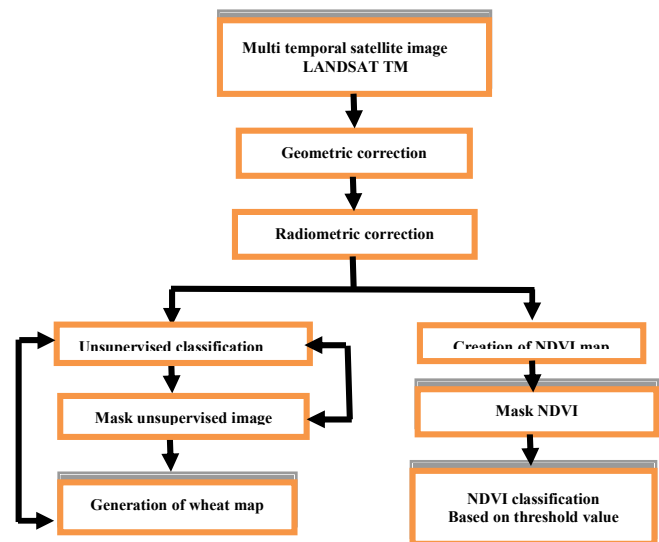 Multi temporal satellite image
LANDSAT TM
Geometric correction
Radiometric correction
Unsupervised classification
Creation of NDVI map
Mask unsupervised image
Mask NDVI
Generation of wheat map
NDVI classification
Based on threshold value